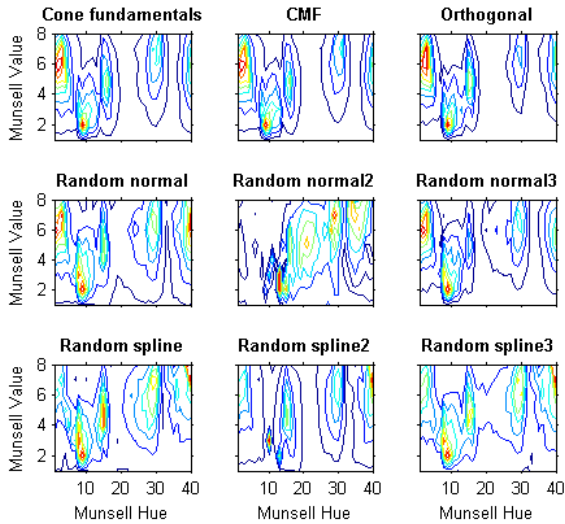 Cone fundamentals CMF Orthogonal
Munsell Value
8
6
4
2
Random normal Random normal2 Random normal3
Munsell Value
8
6
4
2
Random spline Random spline2 Random spline3
Munsell Value
8
6
4
2
10 20 30 40 10 20 30 40 10 20 30 40
Munsell Hue Munsell Hue Munsell Hue